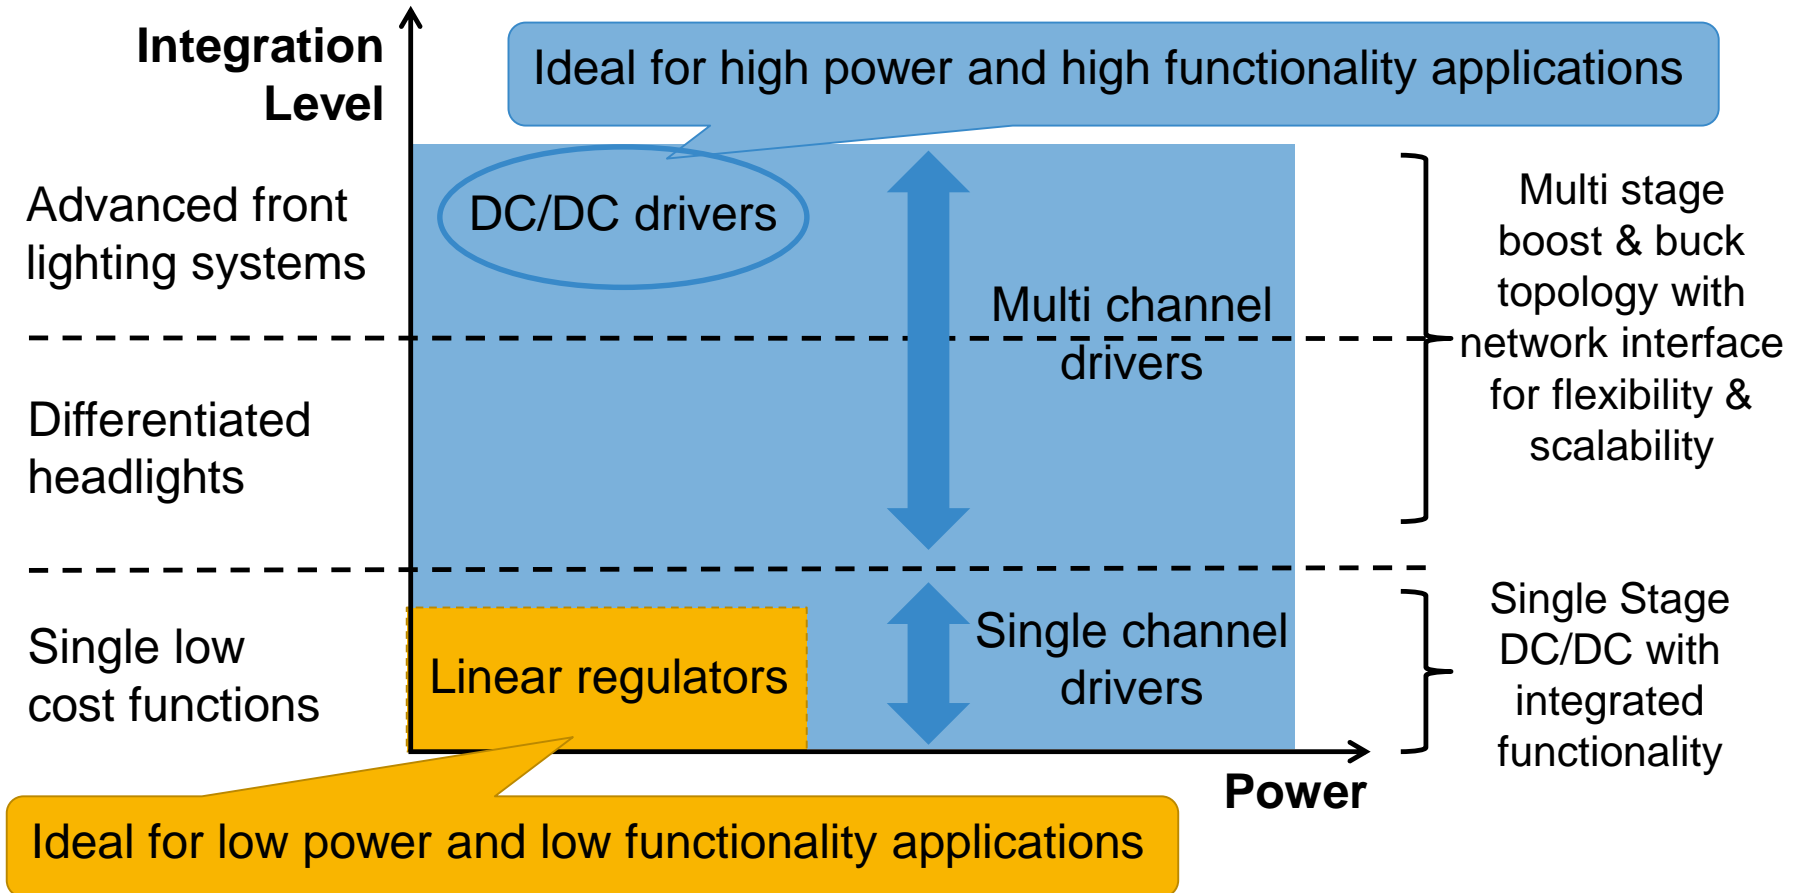 Integration
Level
Ideal for high power and high functionality applications
Advanced front
lighting systems
DC/DC drivers
Multi channel
drivers
Multi stage
boost & buck
topology with
network interface
for flexibility &
scalability
Differentiated
headlights
Single low
cost functions
Linear regulators
Single channel
drivers
Single Stage
DC/DC with
integrated
functionality
Power
Ideal for low power and low functionality applications